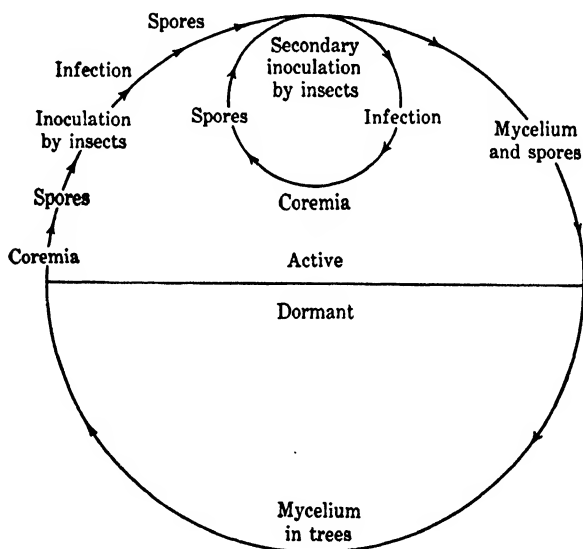 Spores
Secondary
inoculation
by insects
Infection
Inoculation
by insects
Spores
Infection
Mycelium
and spores
Spores
Coremia
Coremia
Active
Dormant
Mycelium
in trees